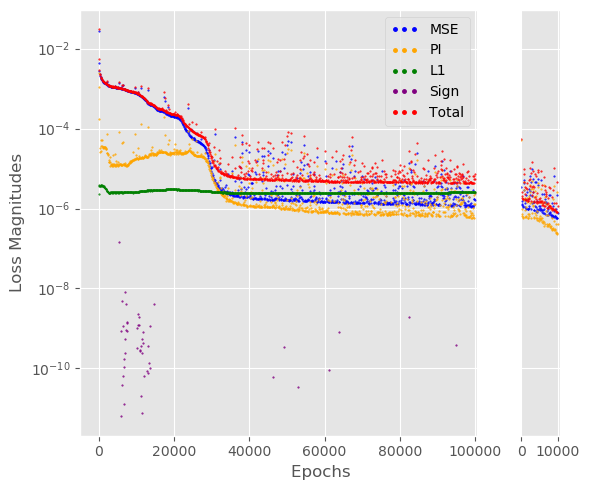 MSE
PI
L1
Sign
Total
10⁻²
10⁻⁴
10⁻⁶
10⁻⁸
10⁻¹⁰
Loss Magnitudes
0 20000 40000 60000 80000 100000 0 10000
Epochs